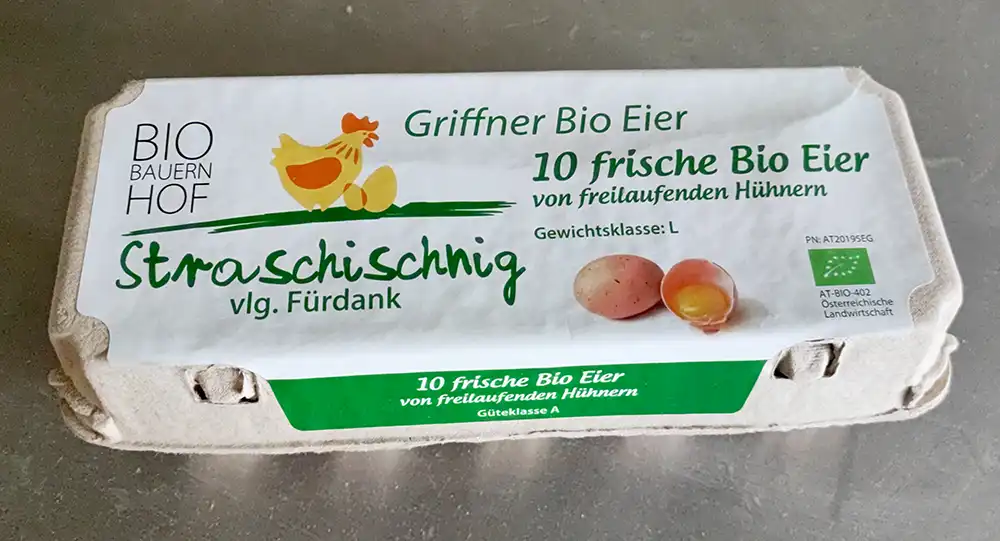 BIO
BAUERN
HOF
Straschischnig
vlg. Fürdank
Griffner Bio Eier
10 frische Bio Eier
von freilaufenden Hühnern
Gewichtsklasse: L
PN: AT2019SEG
AT-BIO-402
Österreichische
Landwirtschaft
10 frische Bio Eier
von freilaufenden Hühnern
Güteklasse A